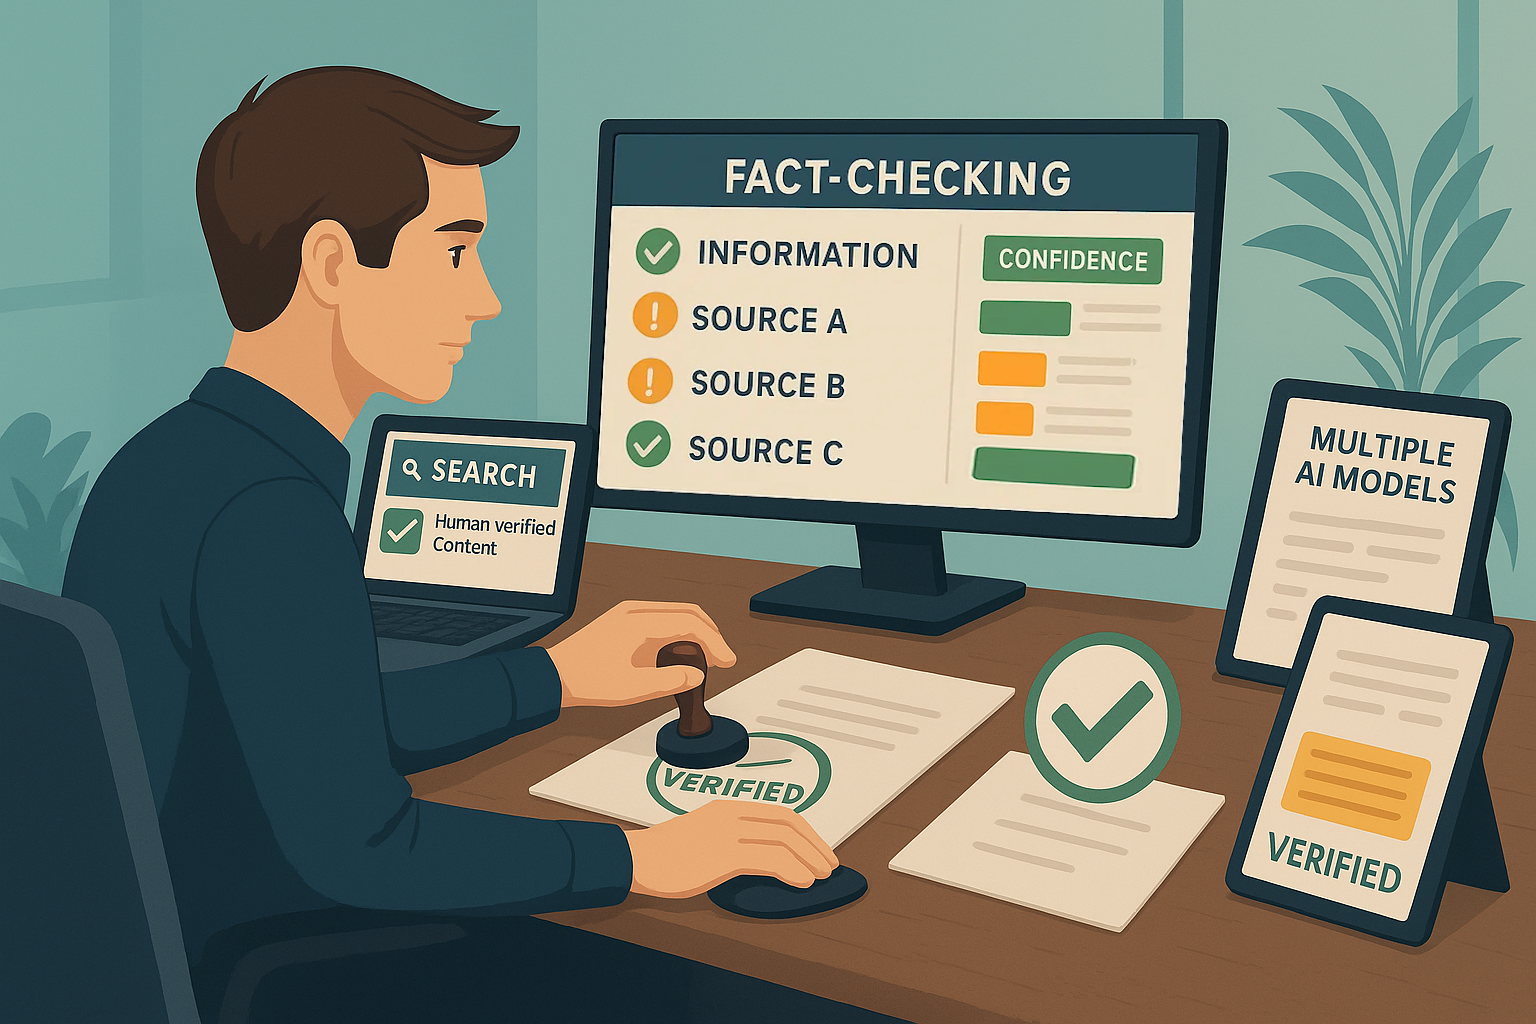 FACT-CHECKING
INFORMATION
CONFIDENCE
SOURCE A
SOURCE B
SOURCE C
SEARCH
Human verified
Content
MULTIPLE
AI MODELS
VERIFIED
VERIFIED